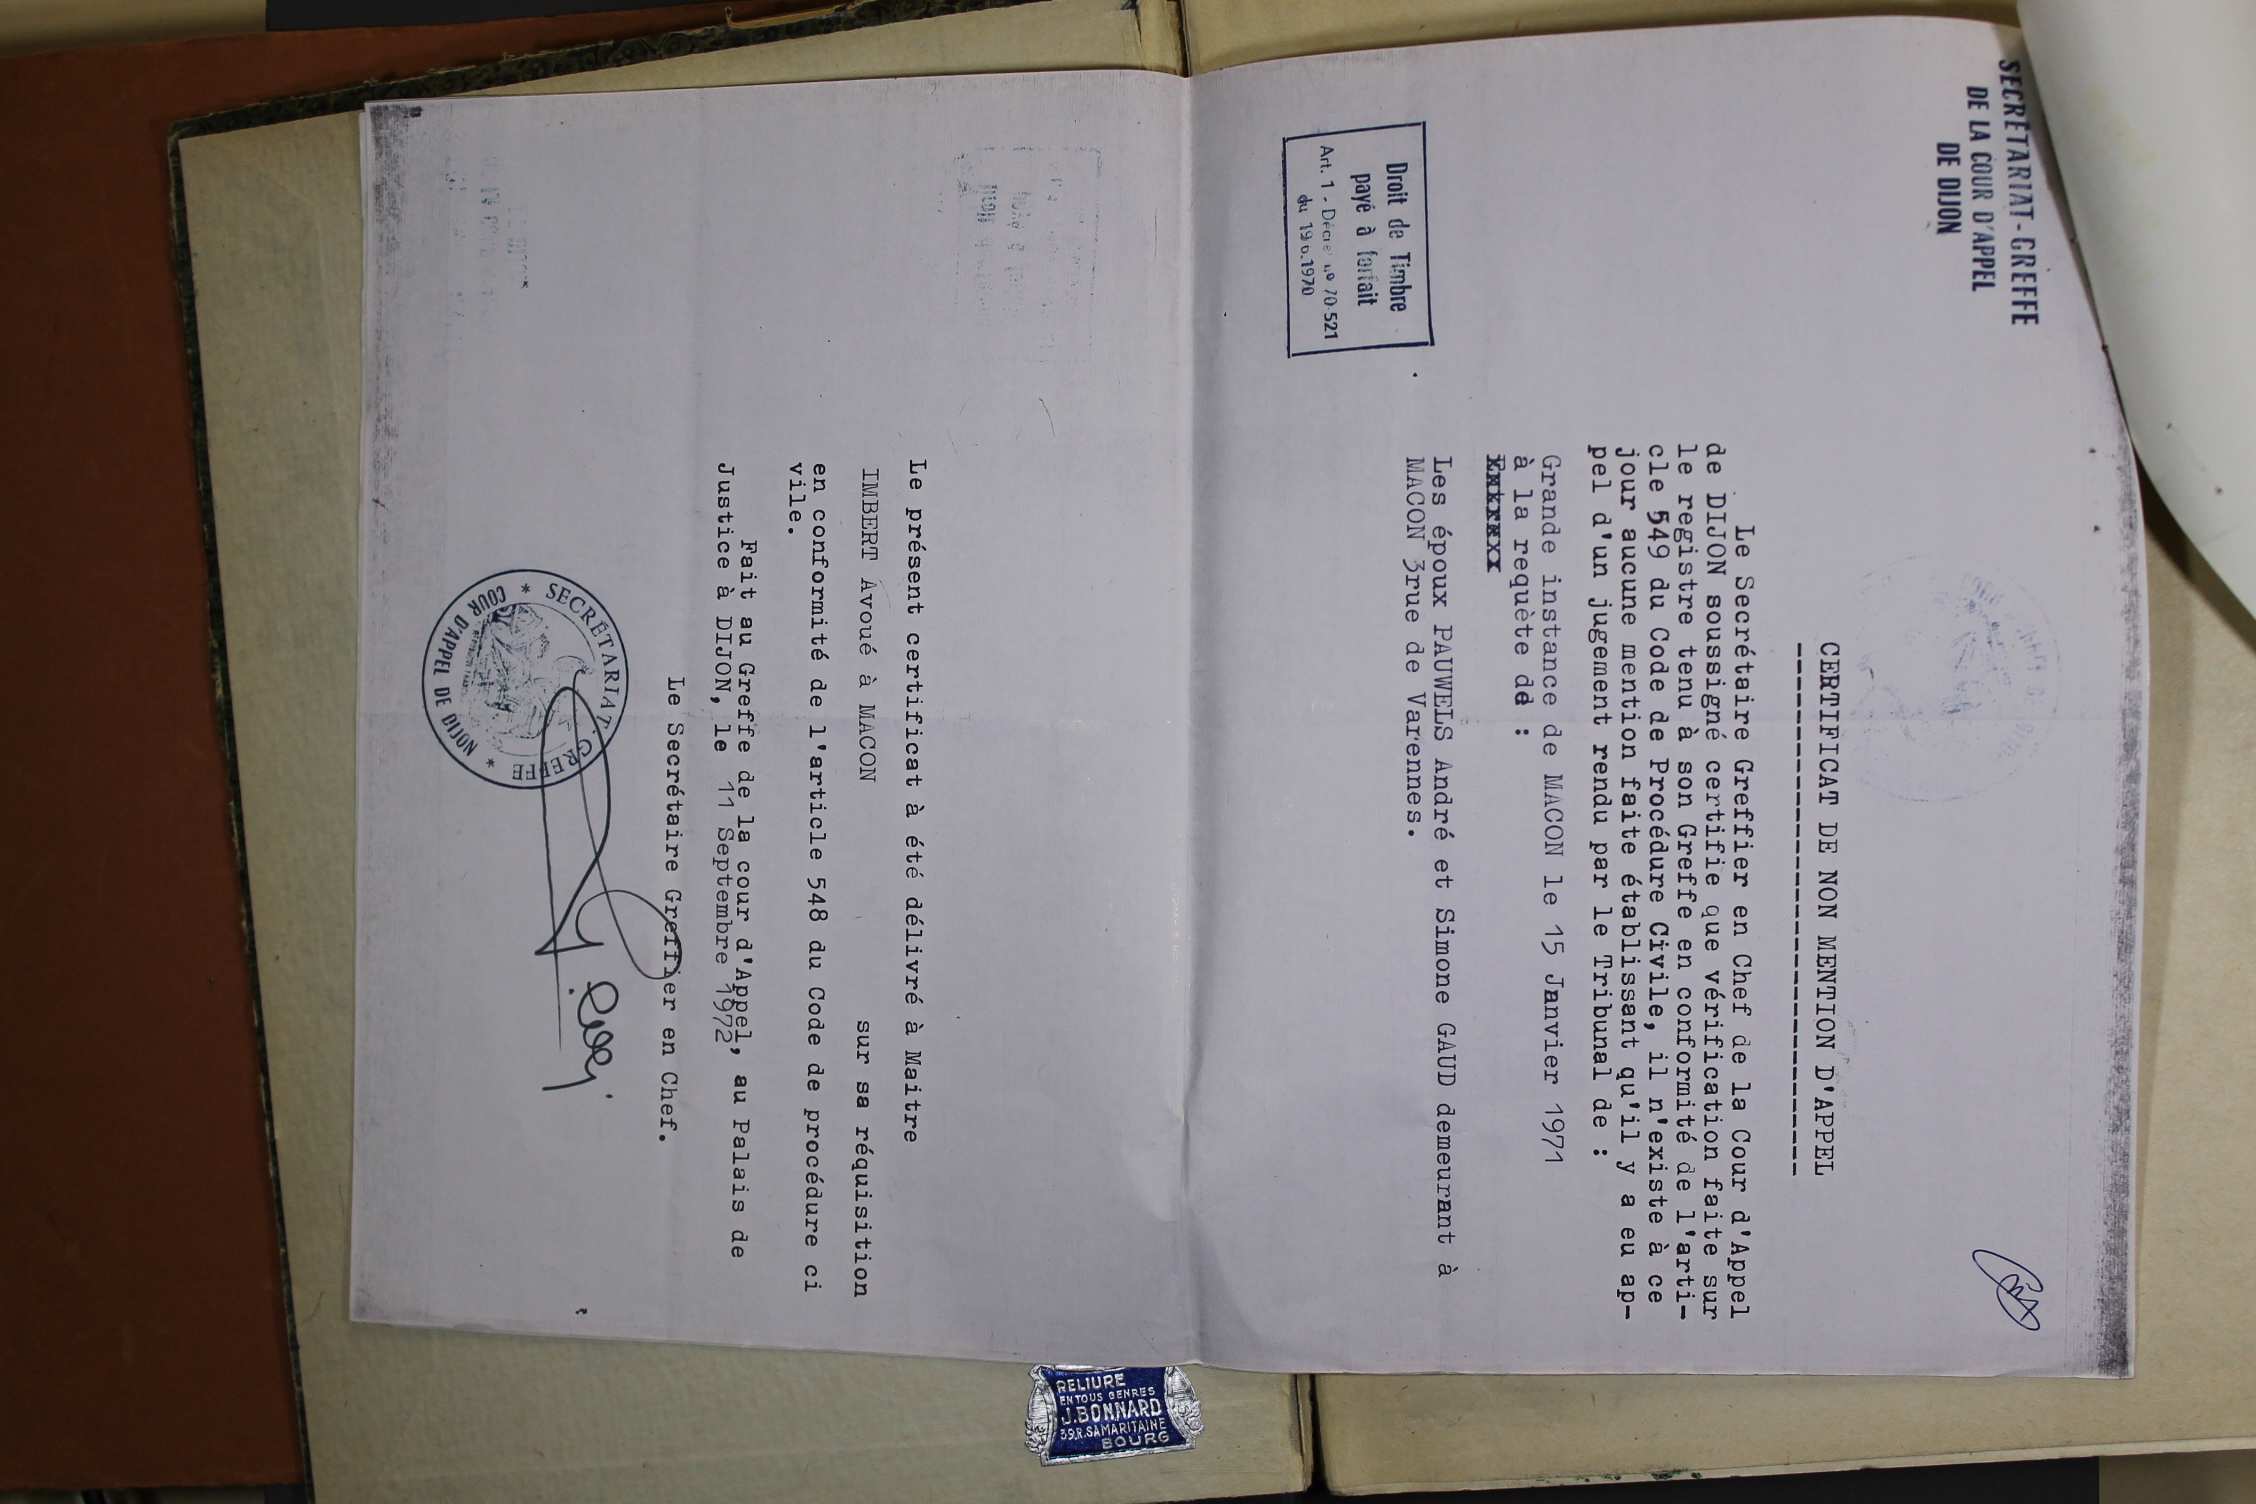 SECRÉTARIAT-GREFFE
DE LA COUR D'APPEL
DE DIJON
CERTIFICAT DE NON MENTION D'APPEL
Le Secrétaire Greffier en Chef de la Cour d'Appel
de DIJON soussigné certifie que vérification faite sur
le registre tenu à son Greffe en conformité de l'arti-
cle 549 du Code de Procédure Civile, il n'existe à ce
jour aucune mention faite établissant qu'il y a eu ap-
pel d'un jugement rendu par le Tribunal de :
Grande instance de MACON le 15 Jnnvier 1971
à la requète de :
Les époux PAUWELS André et Simone GAUD demeurant à
MACON 3rue de Varennes.
Droit de Timbre
payé à forfait
Art. 1 - Décret nº 70-521
du 19.6.1970
Le présent certificat à été délivré à Maitre
IMBERT Avoué à MACON sur sa réquisition
en conformité de l'article 548 du Code de procédure ci
vile.
Fait au Greffe de la cour d'Appel, au Palais de
Justice à DIJON, le 11 Septembre 1972
Le Secrétaire Greffier en Chef.
* SECRÉTARIAT. GREFFE *
COUR D'APPEL DE DIJON
RELIURE
EN TOUS GENRES
J.BONNARD
39.R.SAMARITAINE
BOURG